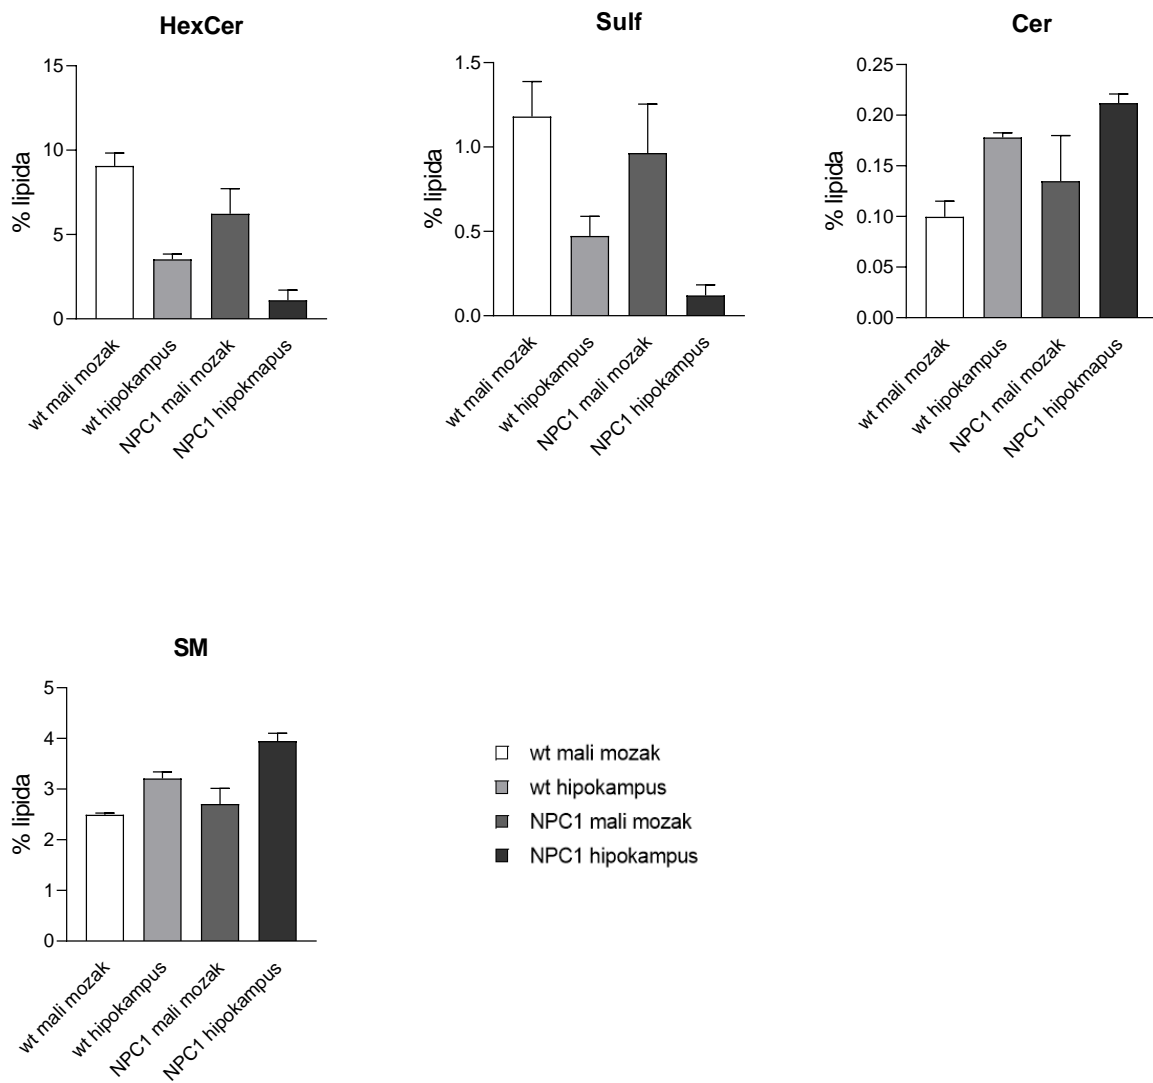 HexCer
% lipida
15
10
5
0
wt mali mozak
wt hipokampus
NPC1 mali mozak
NPC1 hipokmapus
Sulf
% lipida
1.5
1.0
0.5
0.0
wt mali mozak
wt hipokampus
NPC1 mali mozak
NPC1 hipokampus
Cer
% lipida
0.25
0.20
0.15
0.10
0.05
0.00
wt mali mozak
wt hipokampus
NPC1 mali mozak
NPC1 hipokmapus
SM
% lipida
5
4
3
2
1
0
wt mali mozak
wt hipokampus
NPC1 mali mozak
NPC1 hipokampus
wt mali mozak
wt hipokampus
NPC1 mali mozak
NPC1 hipokampus